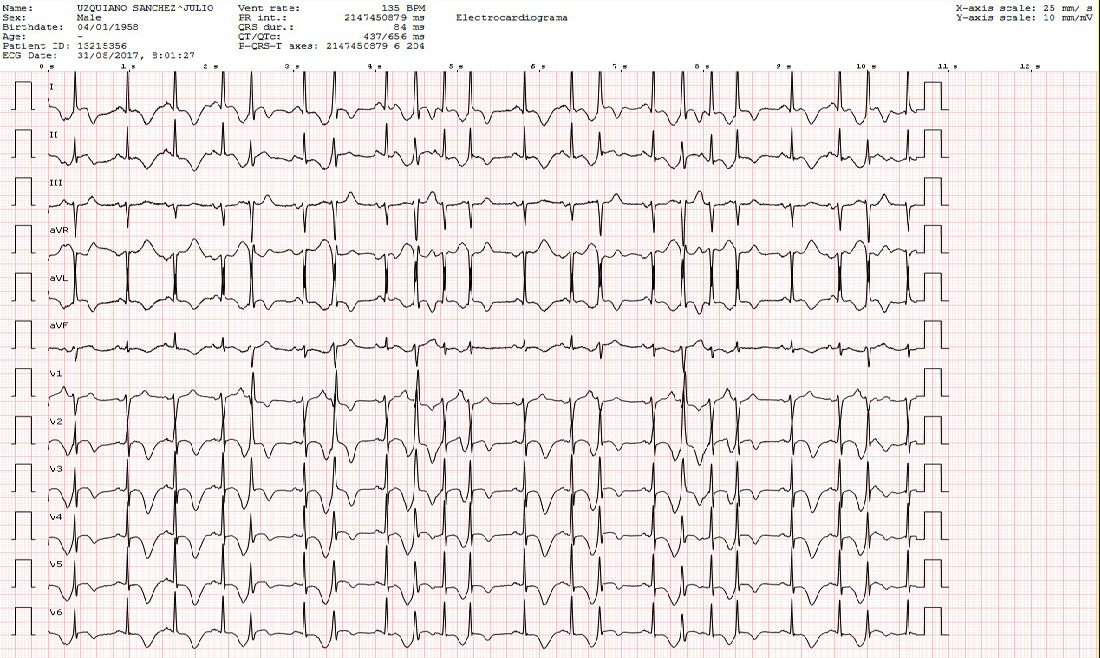 Name: UZQUIANO SANCHEZ^JULIO Vent rate: 135 BPM X-axis scale: 25 mm/ s
Sex: Male PR int.: 2147450879 ms Electrocardiograma Y-axis scale: 10 mm/mV
Birthdate: 04/01/1958 QRS dur.: 84 ms
Age: - QT/QTc: 437/656 ms
Patient ID: 13215356 P-QRS-T axes: 2147450879 6 204
ECG Date: 31/08/2017, 8:01:27
0 s 1 s 2 s 3 s 4 s 5 s 6 s 7 s 8 s 9 s 10 s 11 s 12 s
I
II
III
aVR
aVL
aVF
V1
V2
V3
V4
V5
V6